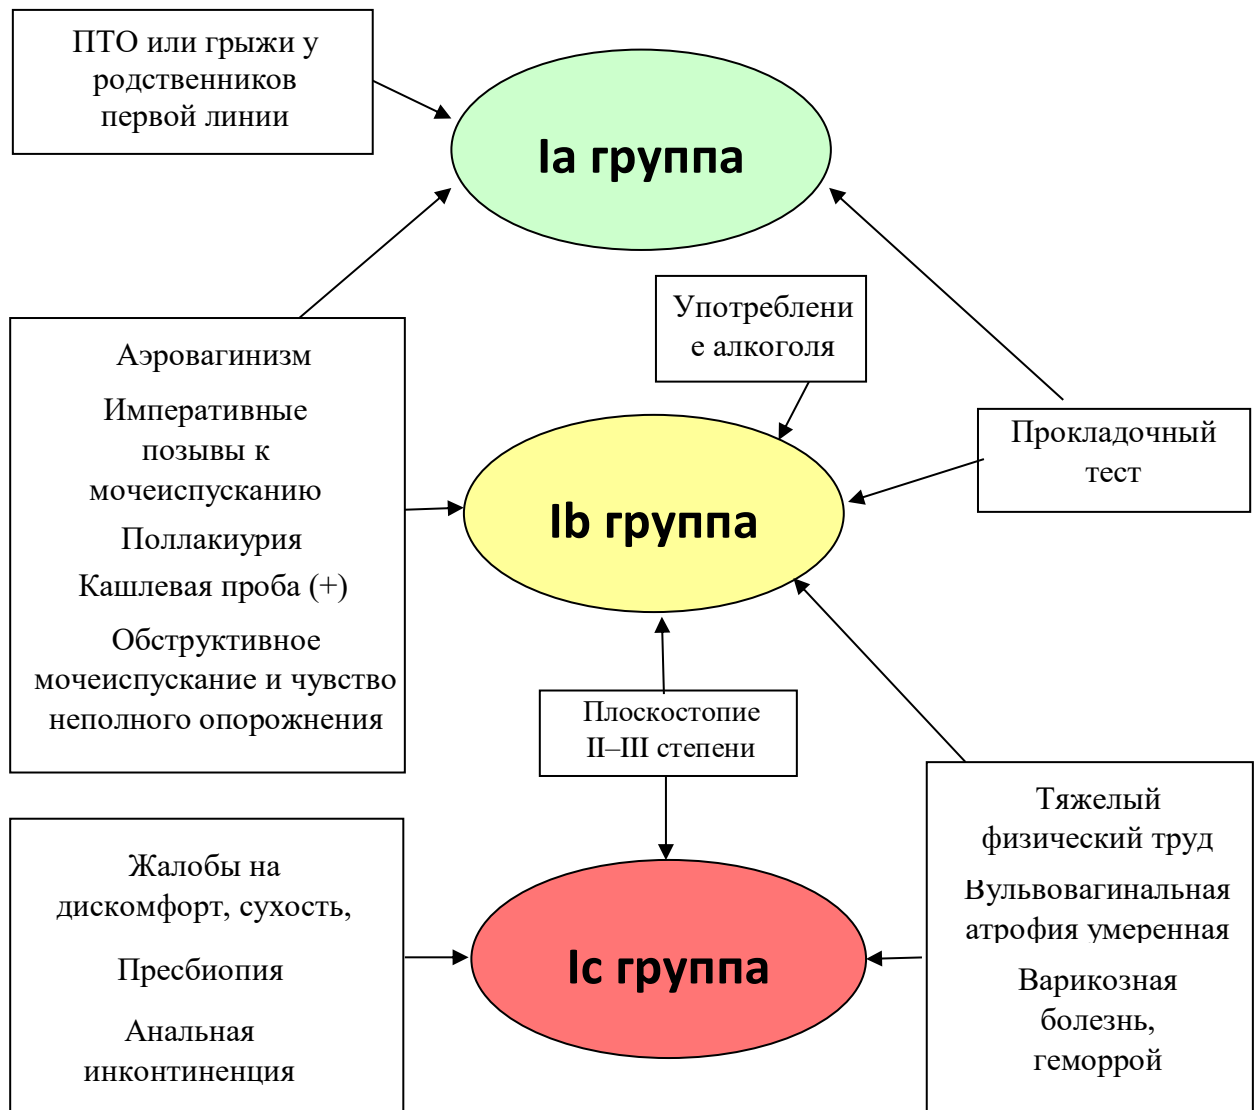 ПТО или грыжи у
родственников
первой линии
Ia группа
Употреблени
е алкоголя
Аэровагинизм
Императивные
позывы к
мочеиспусканию
Поллакиурия
Кашлевая проба (+)
Обструктивное
мочеиспускание и чувство
неполного опорожнения
Прокладочный
тест
Ib группа
Плоскостопие
II–III степени
Тяжелый
физический труд
Вульвовагинальная
атрофия умеренная
Варикозная
болезнь,
геморрой
Жалобы на
дискомфорт, сухость,
Пресбиопия
Анальная
инконтиненция
Ic группа